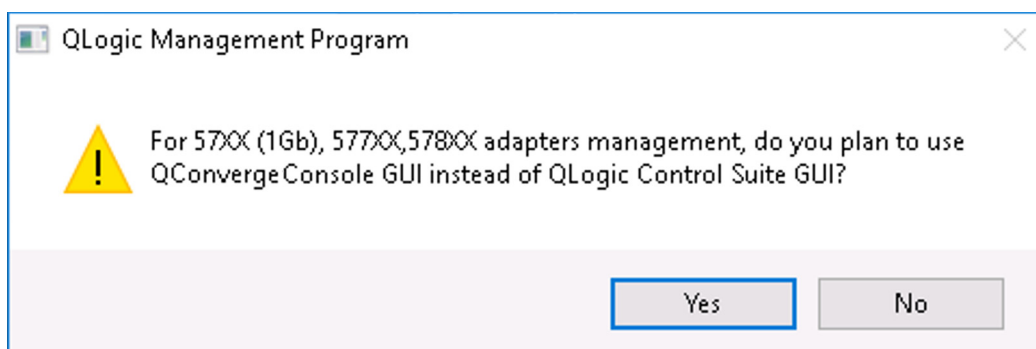 QLogic Management Program
For 57XX (1Gb), 577XX,578XX adapters management, do you plan to use
QConvergeConsole GUI instead of QLogic Control Suite GUI?
Yes
No